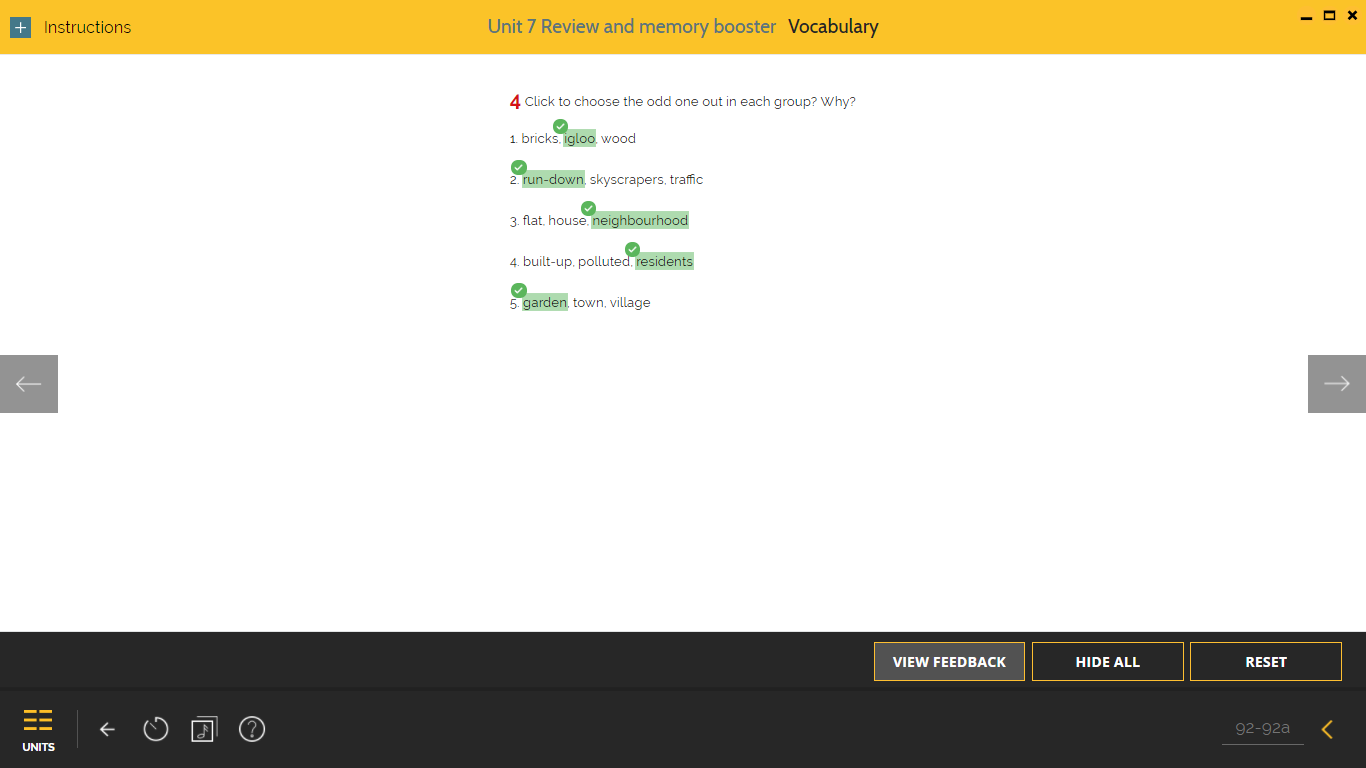 Instructions
Unit 7 Review and memory booster Vocabulary
4 Click to choose the odd one out in each group? Why?
1. bricks, igloo, wood
2. run-down, skyscrapers, traffic
3. flat, house, neighbourhood
4. built-up, polluted, residents
5. garden, town, village
VIEW FEEDBACK
HIDE ALL
RESET
UNITS
92-92a